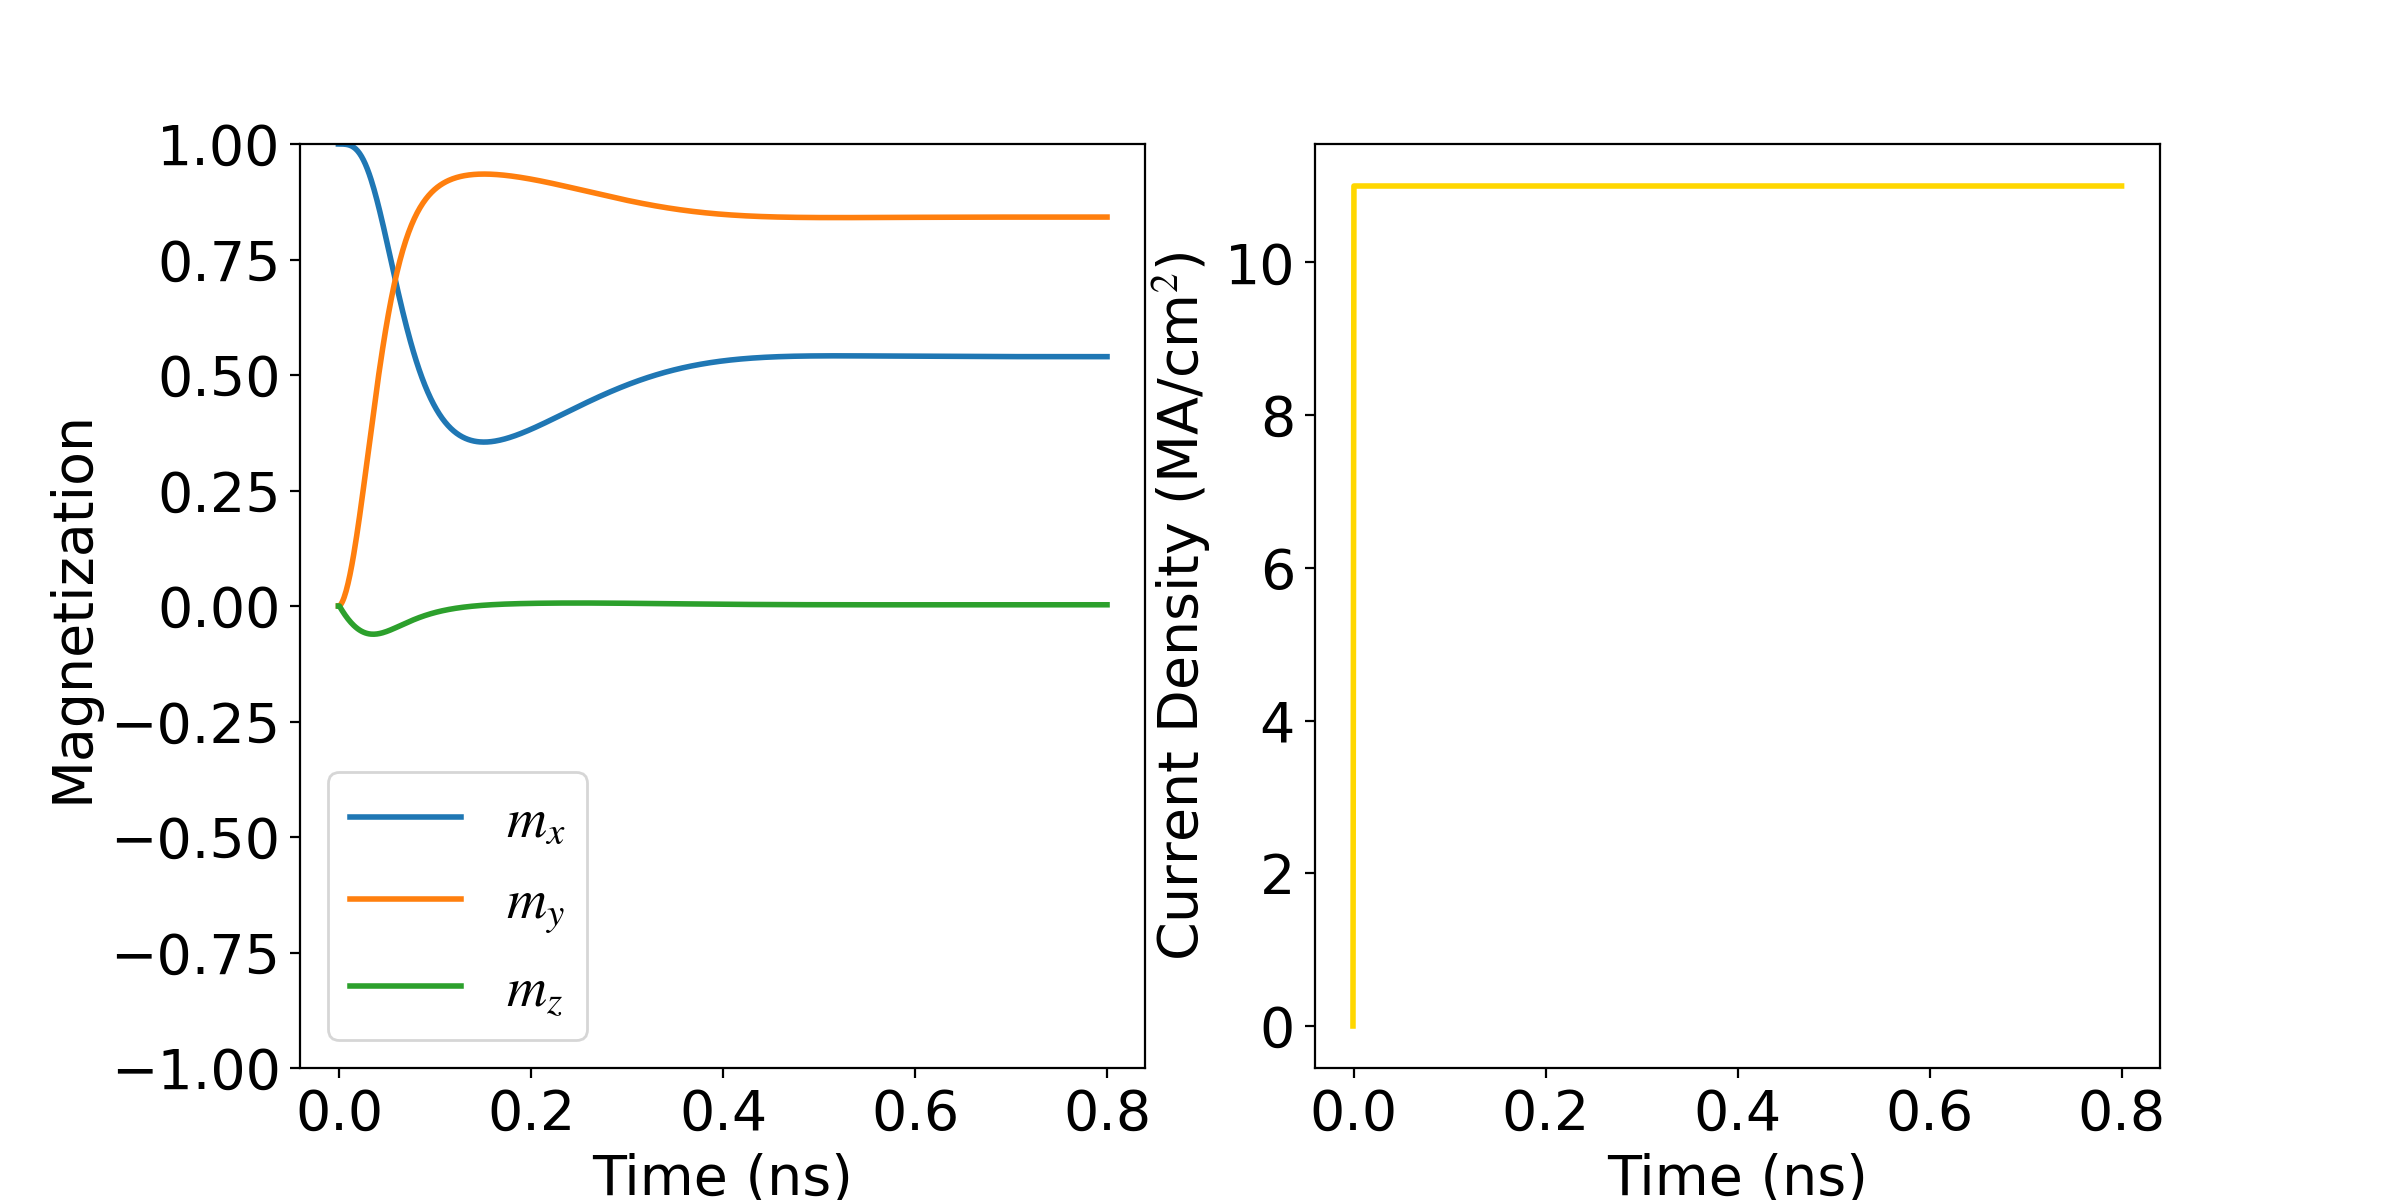 Magnetization
1.00
0.75
0.50
0.25
0.00
−0.25
−0.50
−0.75
−1.00
m_x
m_y
m_z
0.0 0.2 0.4 0.6 0.8
Time (ns)
Current Density (MA/cm²)
10
8
6
4
2
0
0.0 0.2 0.4 0.6 0.8
Time (ns)